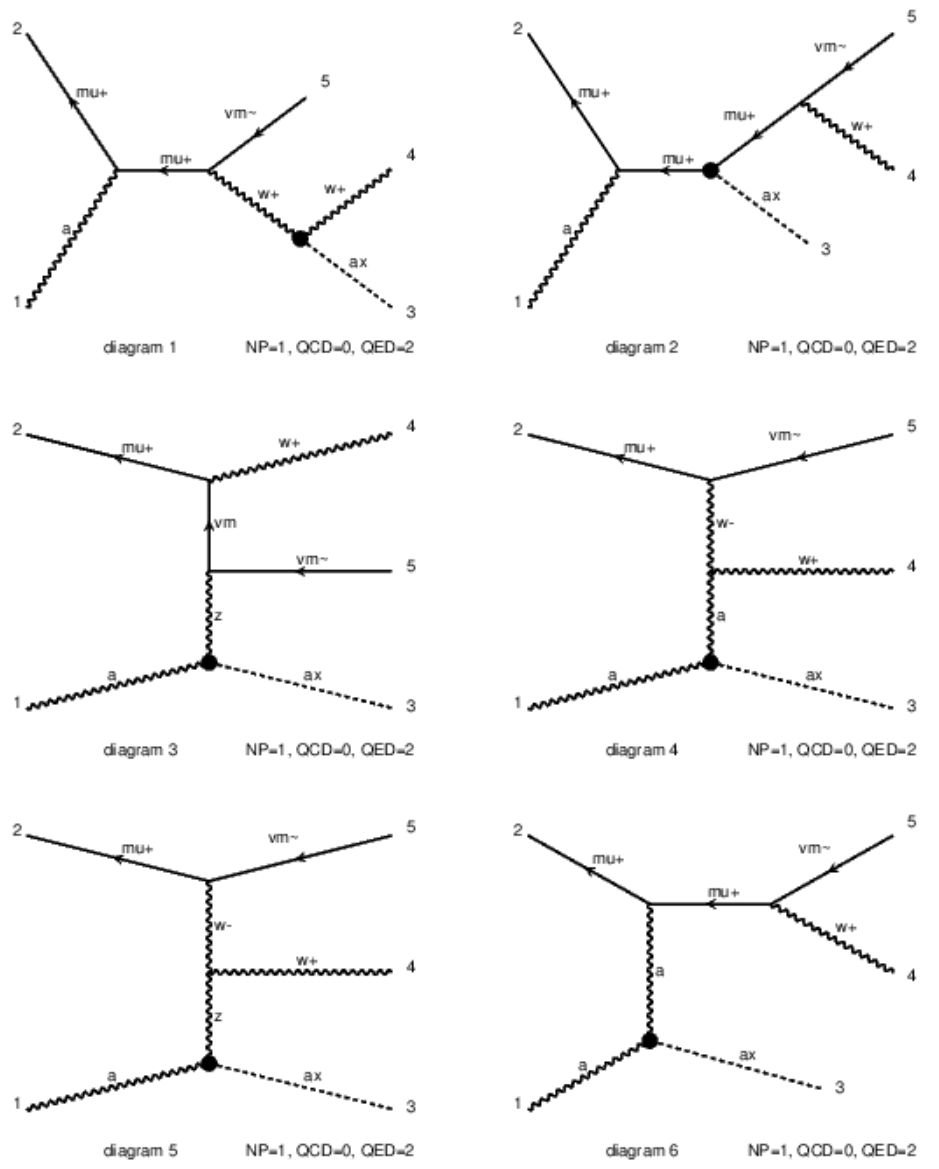 2
mu+
mu+
vm~
5
w+
w+
4
a
1
ax
3
diagram 1 NP=1, QCD=0, QED=2
2
mu+
mu+
mu+
vm~
5
w+
4
a
1
ax
3
diagram 2 NP=1, QCD=0, QED=2
2
mu+
w+
4
vm
vm~
5
z
a
1
ax
3
diagram 3 NP=1, QCD=0, QED=2
2
mu+
vm~
5
w-
w+
4
a
a
1
ax
3
diagram 4 NP=1, QCD=0, QED=2
2
mu+
vm~
5
w-
w+
4
z
a
1
ax
3
diagram 5 NP=1, QCD=0, QED=2
2
mu+
mu+
vm~
5
w+
4
a
a
1
ax
3
diagram 6 NP=1, QCD=0, QED=2